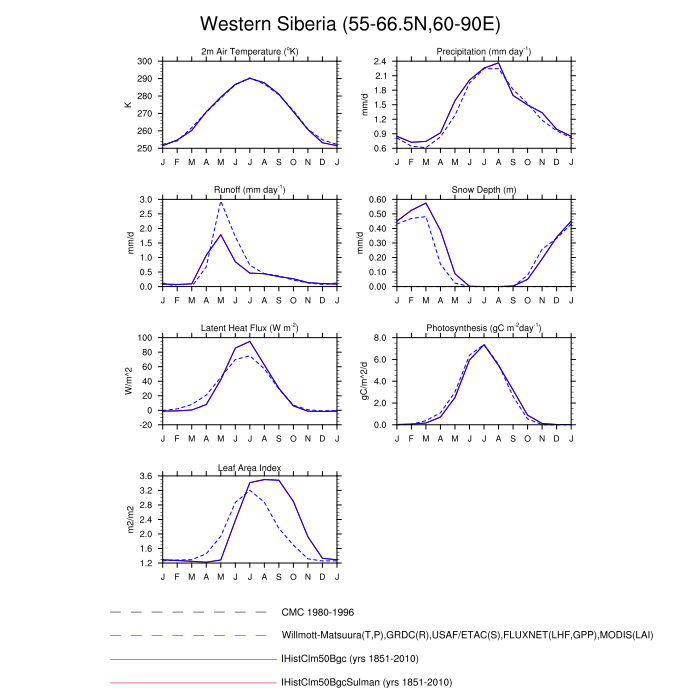 Western Siberia (55-66.5N,60-90E)
2m Air Temperature (°K)
K
300
290
280
270
260
250
J F M A M J J A S O N D J
Precipitation (mm day-1)
mm/d
2.4
2.1
1.8
1.5
1.2
0.9
0.6
J F M A M J J A S O N D J
Runoff (mm day-1)
mm/d
3.0
2.5
2.0
1.5
1.0
0.5
0.0
J F M A M J J A S O N D J
Snow Depth (m)
mm/d
0.60
0.50
0.40
0.30
0.20
0.10
0.00
J F M A M J J A S O N D J
Latent Heat Flux (W m-2)
W/m^2
100
80
60
40
20
0
-20
J F M A M J J A S O N D J
Photosynthesis (gC m-2day-1)
gC/m^2/d
8.0
6.0
4.0
2.0
0.0
J F M A M J J A S O N D J
Leaf Area Index
m2/m2
3.6
3.2
2.8
2.4
2.0
1.6
1.2
J F M A M J J A S O N D J
CMC 1980-1996
Willmott-Matsuura(T,P),GRDC(R),USAF/ETAC(S),FLUXNET(LHF,GPP),MODIS(LAI)
IHistClm50Bgc (yrs 1851-2010)
IHistClm50BgcSulman (yrs 1851-2010)